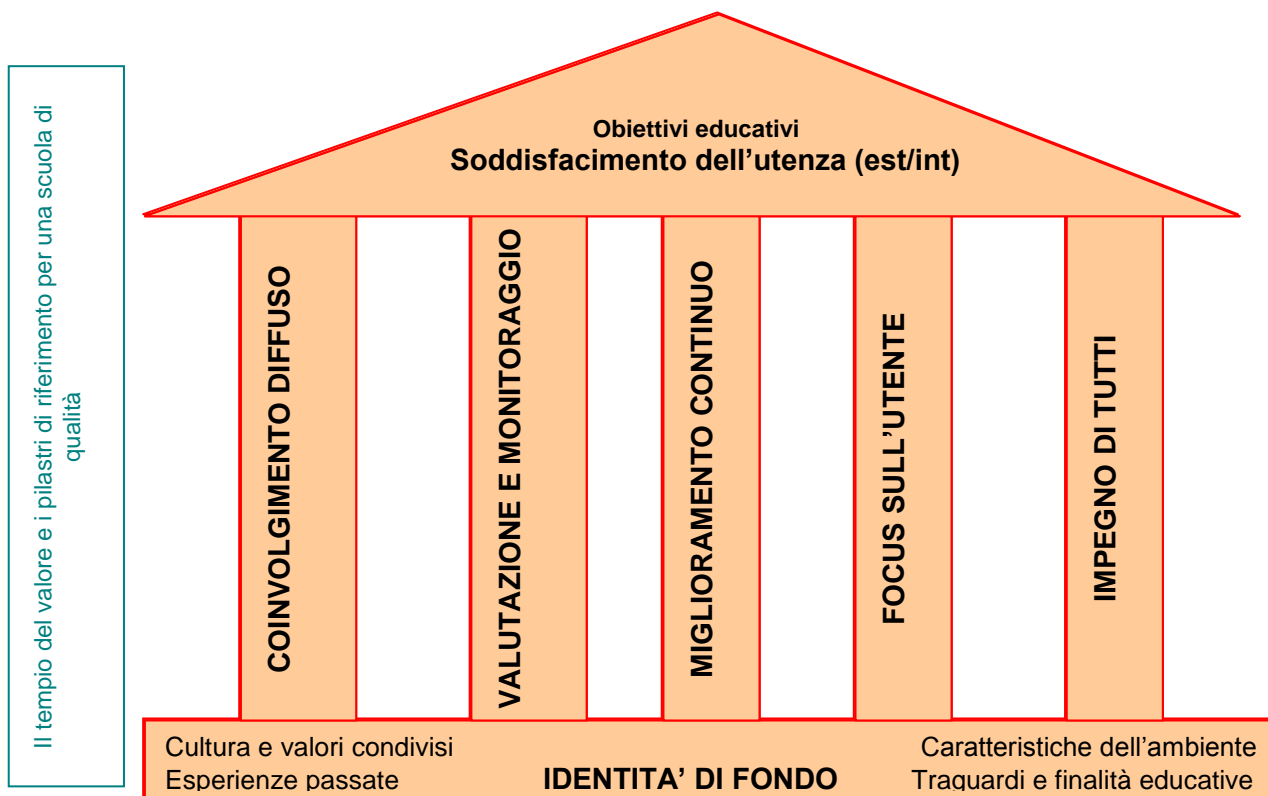 Il tempio del valore e i pilastri di riferimento per una scuola di
qualità
Obiettivi educativi
Soddisfacimento dell’utenza (est/int)
COINVOLGIMENTO DIFFUSO
VALUTAZIONE E MONITORAGGIO
MIGLIORAMENTO CONTINUO
FOCUS SULL’UTENTE
IMPEGNO DI TUTTI
Cultura e valori condivisi
Esperienze passate
IDENTITA’ DI FONDO
Caratteristiche dell’ambiente
Traguardi e finalità educative